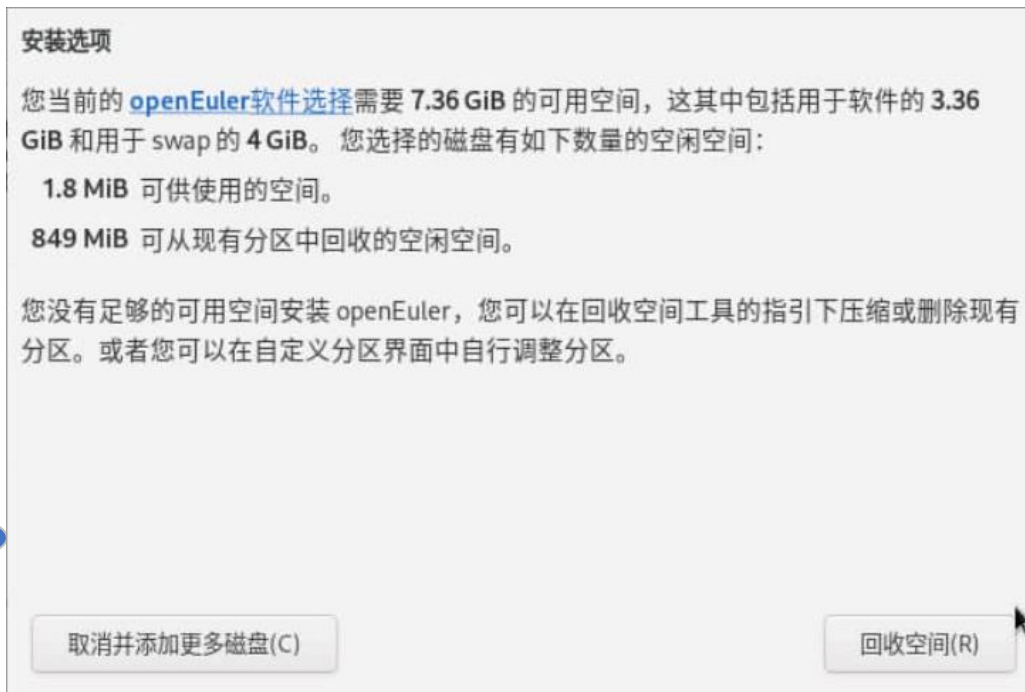 安装选项
您当前的 openEuler软件选择需要 7.36 GiB 的可用空间，这其中包括用于软件的 3.36
GiB 和用于 swap 的 4 GiB。 您选择的磁盘有如下数量的空闲空间：
1.8 MiB 可供使用的空间。
849 MiB 可从现有分区中回收的空闲空间。
您没有足够的可用空间安装 openEuler，您可以在回收空间工具的指引下压缩或删除现有
分区。或者您可以在自定义分区界面中自行调整分区。
取消并添加更多磁盘(C)
回收空间(R)